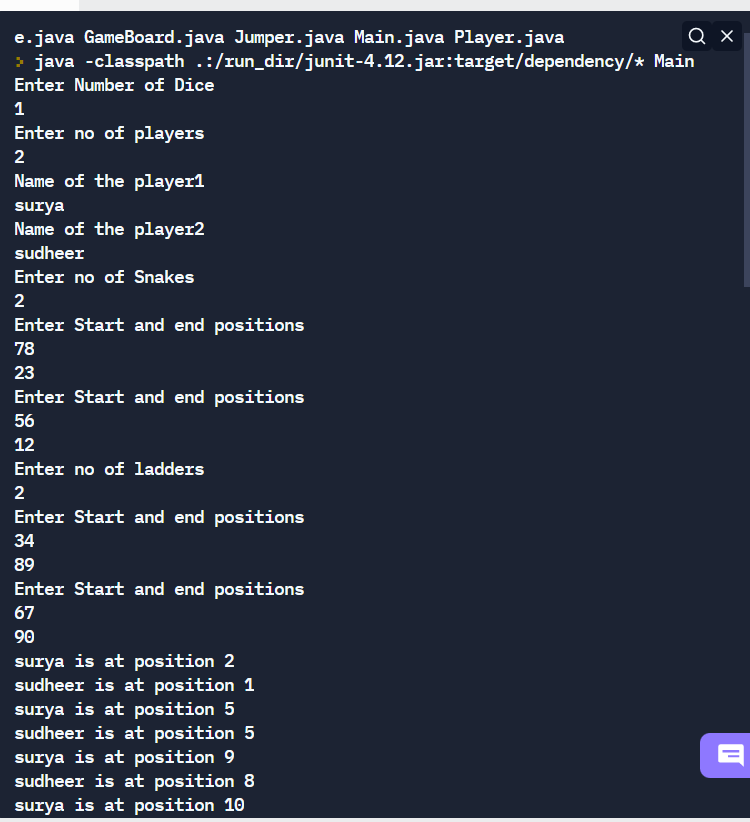 e.java GameBoard.java Jumper.java Main.java Player.java
> java -classpath .:/run_dir/junit-4.12.jar:target/dependency/* Main
Enter Number of Dice
1
Enter no of players
2
Name of the player1
surya
Name of the player2
sudheer
Enter no of Snakes
2
Enter Start and end positions
78
23
Enter Start and end positions
56
12
Enter no of ladders
2
Enter Start and end positions
34
89
Enter Start and end positions
67
90
surya is at position 2
sudheer is at position 1
surya is at position 5
sudheer is at position 5
surya is at position 9
sudheer is at position 8
surya is at position 10